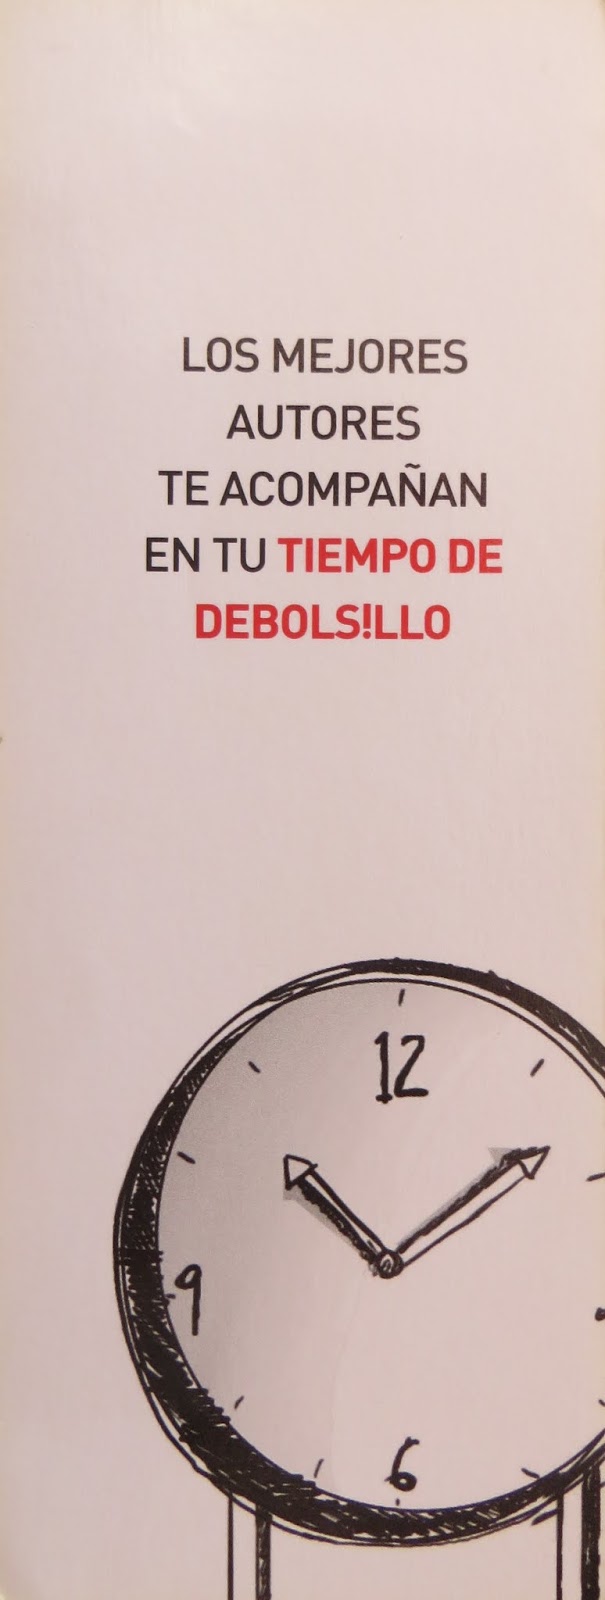 LOS MEJORES
AUTORES
TE ACOMPAÑAN
EN TU TIEMPO DE
DEBOLS!LLO
12
9
6